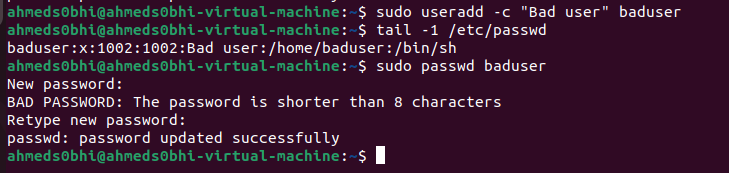 ahmeds0bhi@ahmeds0bhi-virtual-machine:~$ sudo useradd -c "Bad user" baduser
ahmeds0bhi@ahmeds0bhi-virtual-machine:~$ tail -1 /etc/passwd
baduser:x:1002:1002:Bad user:/home/baduser:/bin/sh
ahmeds0bhi@ahmeds0bhi-virtual-machine:~$ sudo passwd baduser
New password:
BAD PASSWORD: The password is shorter than 8 characters
Retype new password:
passwd: password updated successfully
ahmeds0bhi@ahmeds0bhi-virtual-machine:~$